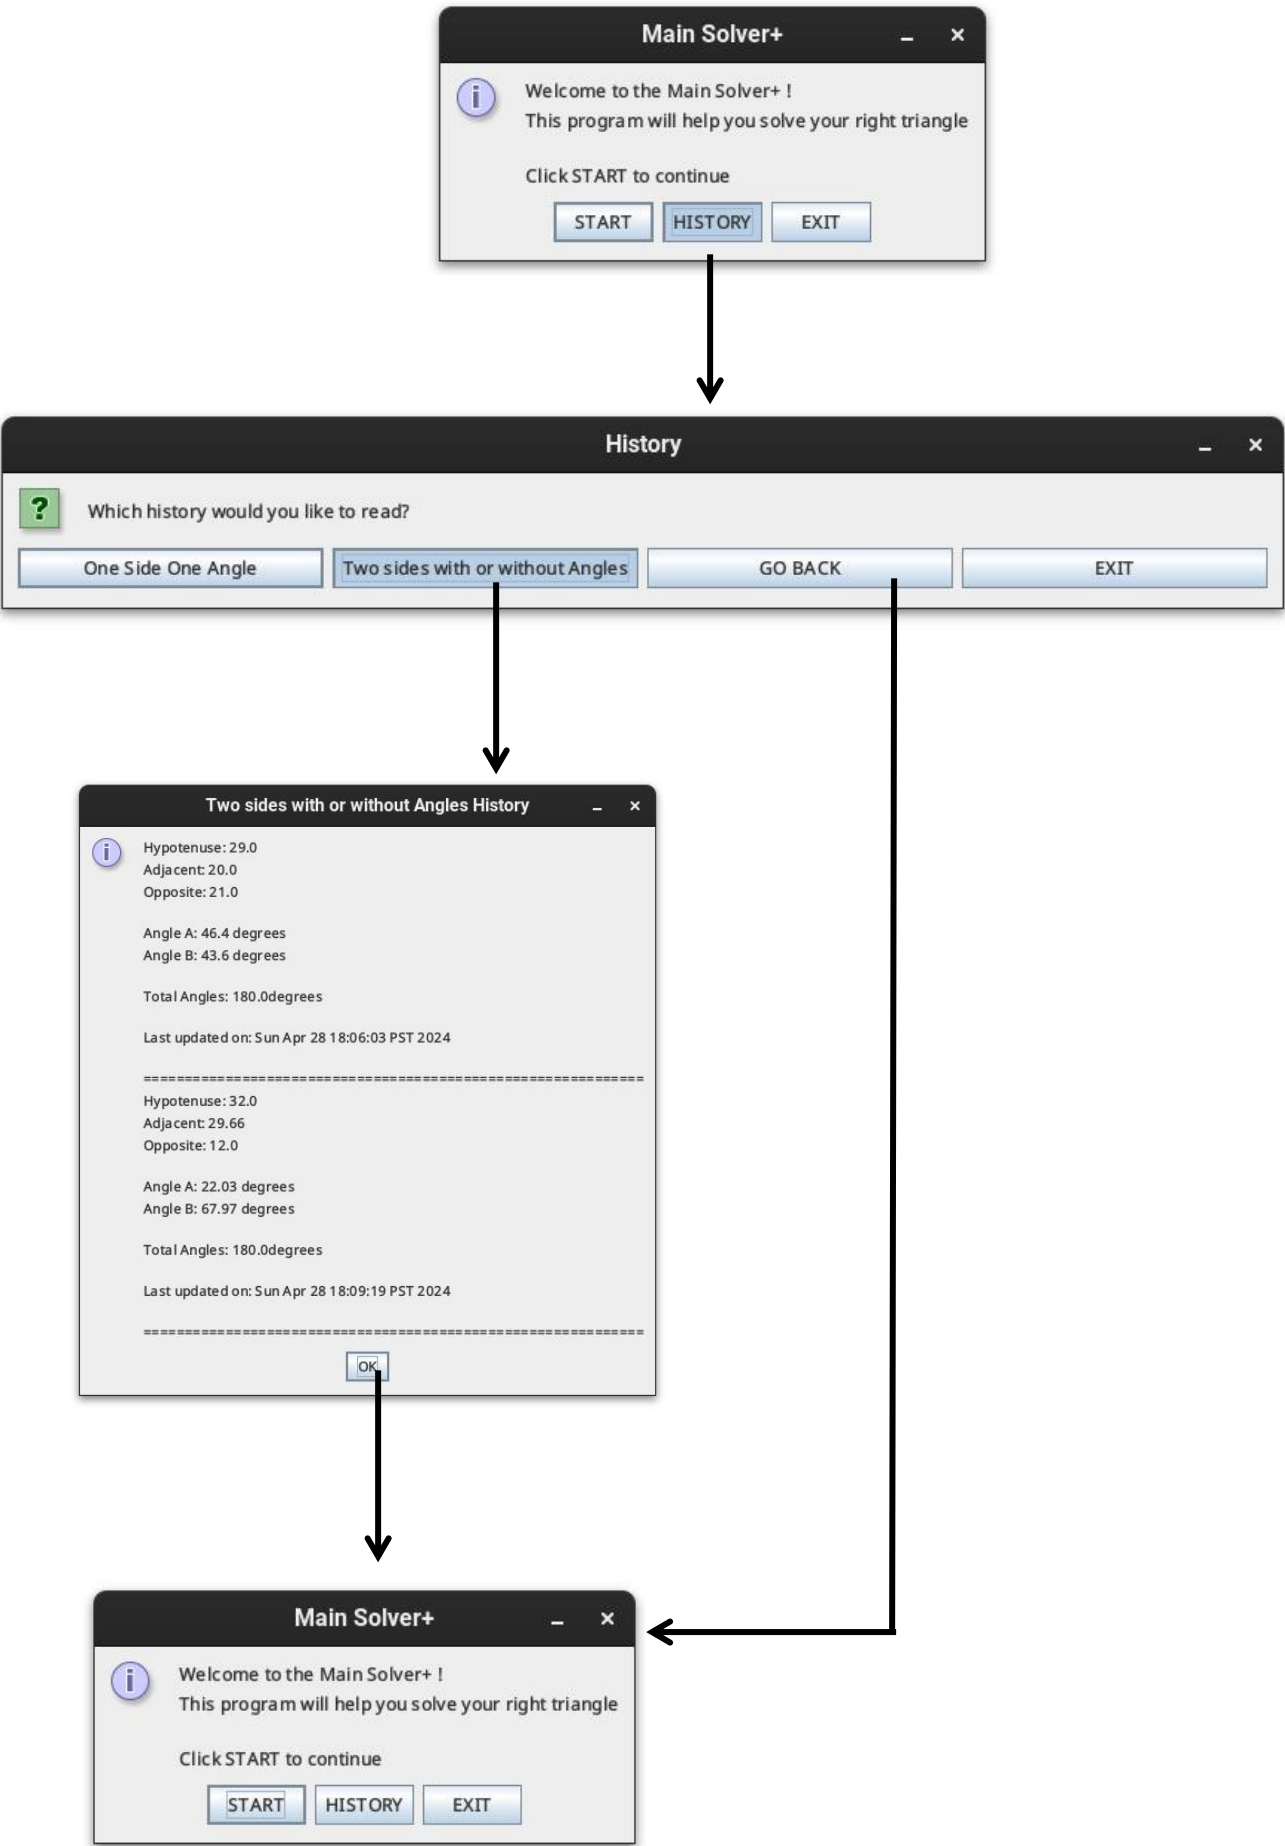 Main Solver+
Welcome to the Main Solver+ !
This program will help you solve your right triangle
Click START to continue
START HISTORY EXIT
History
Which history would you like to read?
One Side One Angle Two sides with or without Angles GO BACK EXIT
Two sides with or without Angles History
Hypotenuse: 29.0
Adjacent: 20.0
Opposite: 21.0
Angle A: 46.4 degrees
Angle B: 43.6 degrees
Total Angles: 180.0degrees
Last updated on: Sun Apr 28 18:06:03 PST 2024
=============================================================
Hypotenuse: 32.0
Adjacent: 29.66
Opposite: 12.0
Angle A: 22.03 degrees
Angle B: 67.97 degrees
Total Angles: 180.0degrees
Last updated on: Sun Apr 28 18:09:19 PST 2024
=============================================================
OK
Main Solver+
Welcome to the Main Solver+ !
This program will help you solve your right triangle
Click START to continue
START HISTORY EXIT